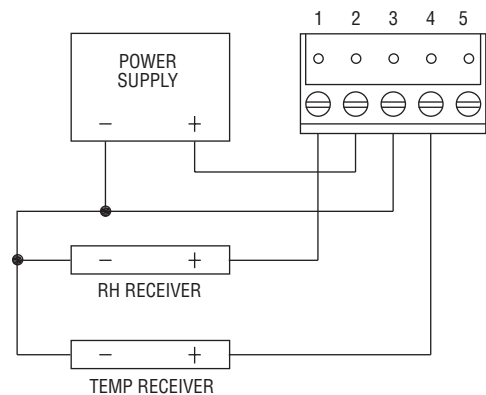 1 2 3 4 5
POWER
SUPPLY
− +
− +
RH RECEIVER
− +
TEMP RECEIVER